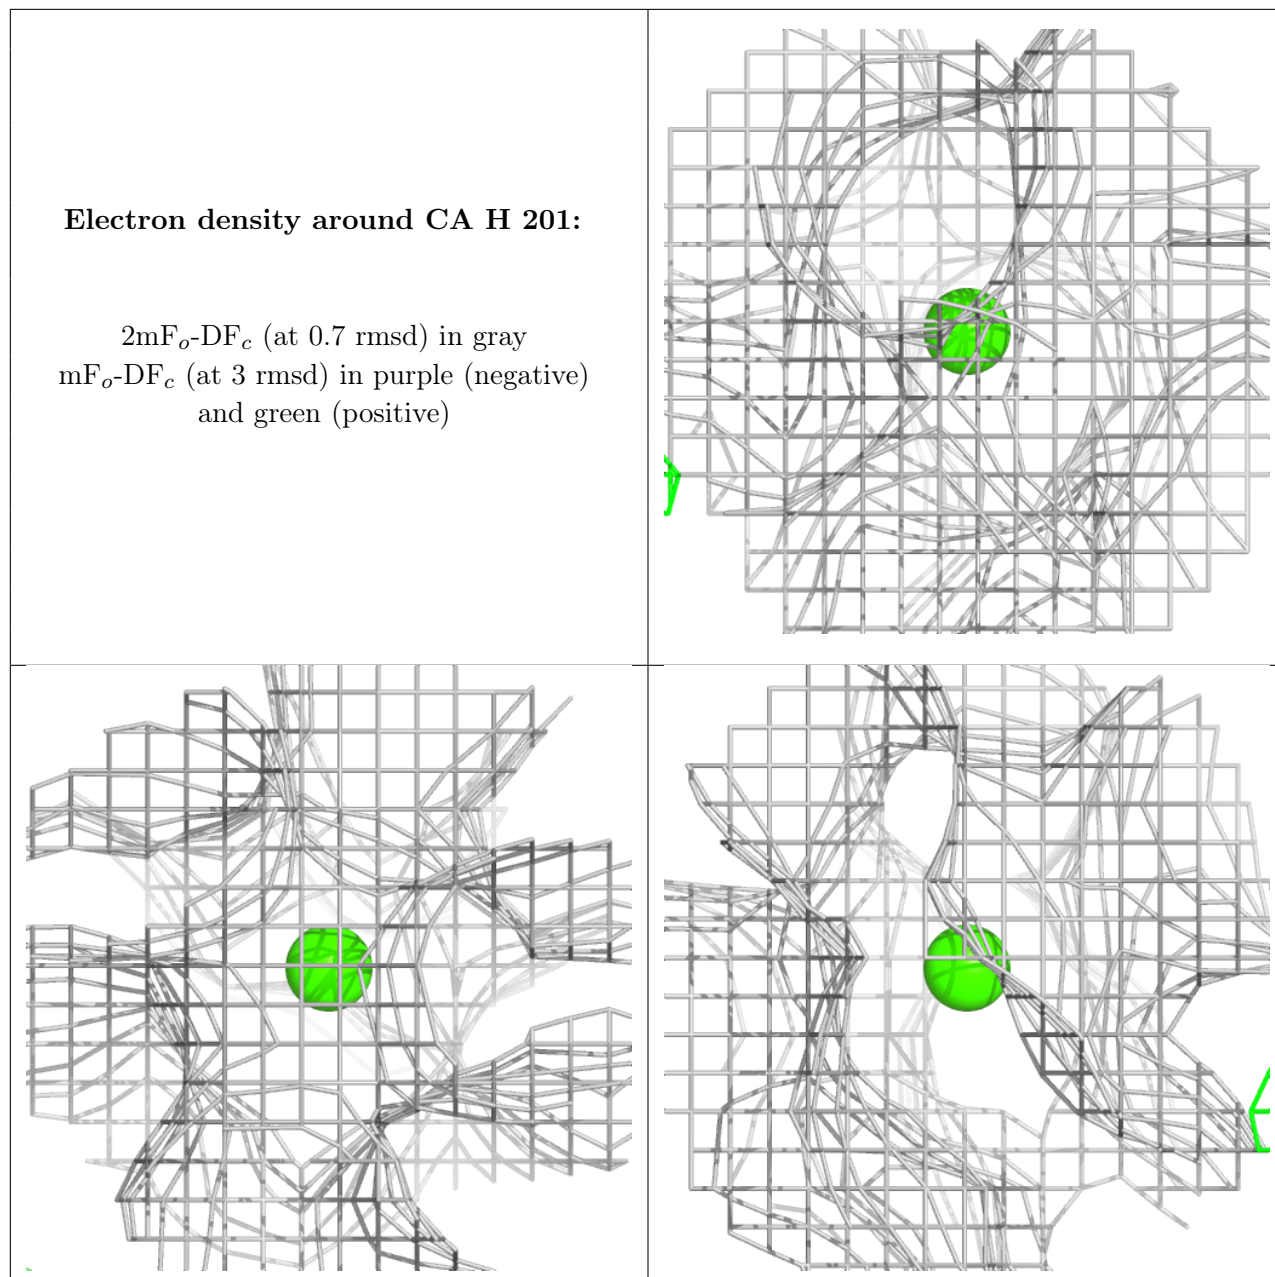 Electron density around CA H 201:
2mFo-DFc (at 0.7 rmsd) in gray
mFo-DFc (at 3 rmsd) in purple (negative)
and green (positive)